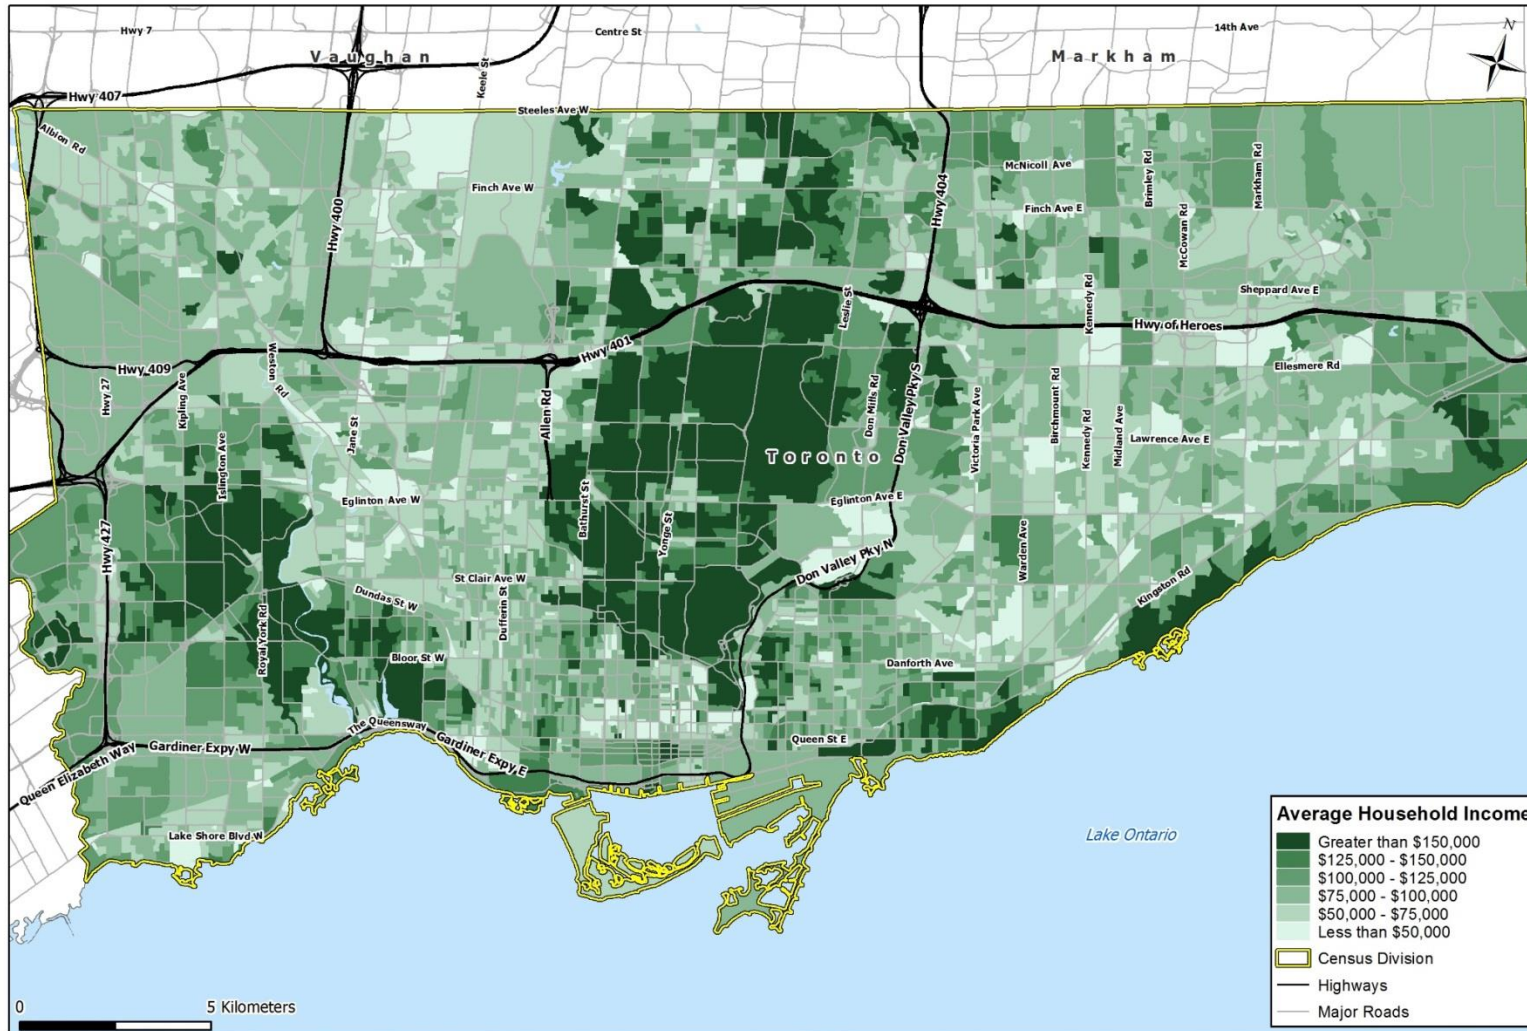 Hwy 7
Centre St
14th Ave
N
Vaughan
Markham
Keele St
Hwy 407
Steeles Ave W
Albion Rd
McNicoll Ave
Brimley Rd
Markham Rd
Finch Ave W
Hwy 400
Hwy 404
Finch Ave E
McCowan Rd
Sheppard Ave E
Kennedy Rd
Leslie St
Hwy of Heroes
Hwy 401
Weston Rd
Hwy 409
Ellesmere Rd
Hwy 27
Kipling Ave
Allen Rd
Don Mills Rd
Don Valley Pky S
Victoria Park Ave
Birchmount Rd
Kennedy Rd
Midland Ave
Jane St
Lawrence Ave E
Islington Ave
Toronto
Eglinton Ave W
Eglinton Ave E
Bathurst St
Yonge St
Hwy 427
Warden Ave
Don Valley Pky N
St Clair Ave W
Kingston Rd
Dundas St W
Dufferin St
Royal York Rd
Bloor St W
Danforth Ave
The Queensway
Queen St E
Gardiner Expy W
Gardiner Expy E
Queen Elizabeth Way
Lake Shore Blvd W
Lake Ontario
Average Household Income
Greater than $150,000
$125,000 - $150,000
$100,000 - $125,000
$75,000 - $100,000
$50,000 - $75,000
Less than $50,000
Census Division
Highways
Major Roads
0 5 Kilometers